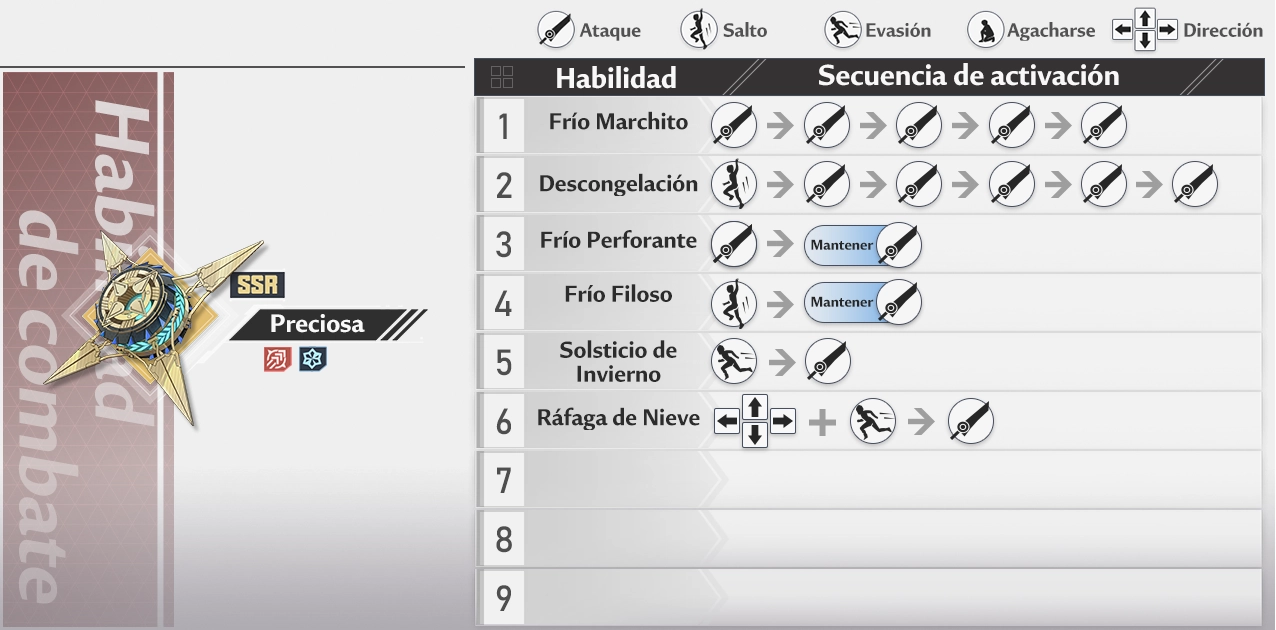 Ataque
Salto
Evasión
Agacharse
Dirección
Habilidad
Secuencia de activación
Habilidad
de combate
SSR
Preciosa
1
Frío Marchito
2
Descongelación
3
Frío Perforante
Mantener
4
Frío Filoso
Mantener
5
Solsticio de
Invierno
6
Ráfaga de Nieve
7
8
9